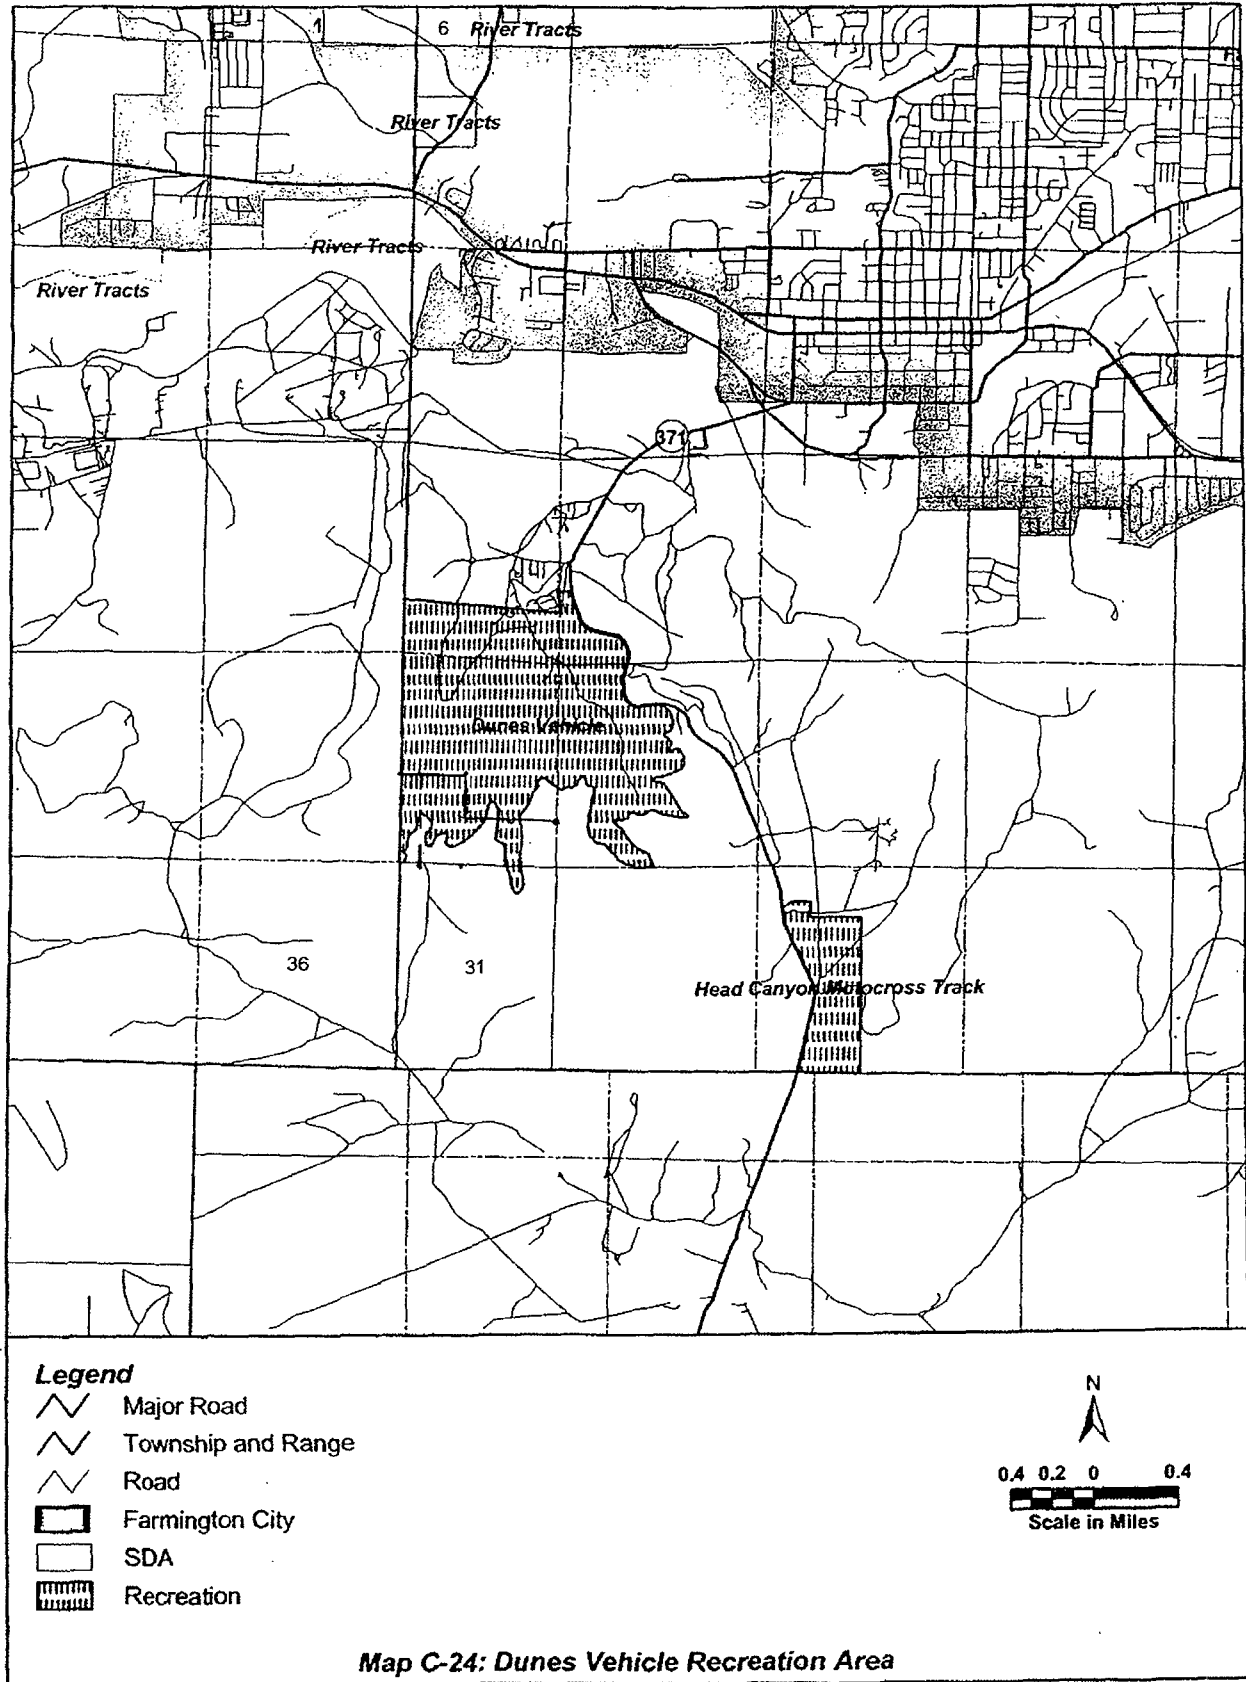 1
6 River Tracts
River Tracts
River Tracts
River Tracts
371
Dunes Vehicle
36
31
Head Canyon Motocross Track
Legend
Major Road
Township and Range
Road
Farmington City
SDA
Recreation
N
0.4 0.2 0 0.4
Scale in Miles
Map C-24: Dunes Vehicle Recreation Area